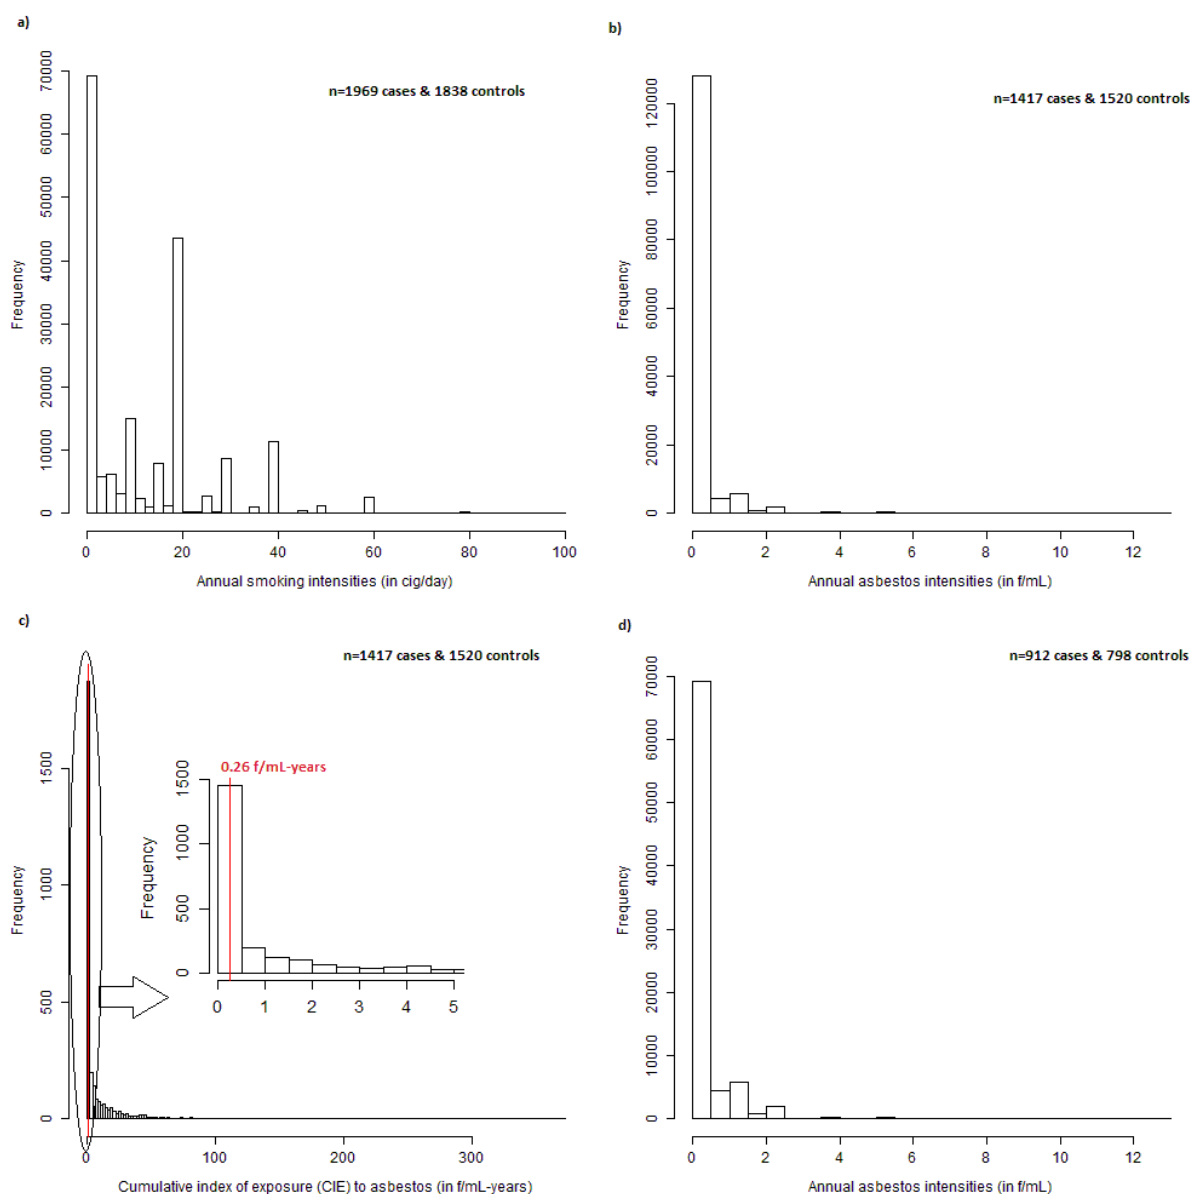 a)
n=1969 cases & 1838 controls
Frequency
0
10000
20000
30000
40000
50000
60000
70000
0 20 40 60 80 100
Annual smoking intensities (in cig/day)
b)
n=1417 cases & 1520 controls
Frequency
0
20000
40000
60000
80000
100000
120000
0 2 4 6 8 10 12
Annual asbestos intensities (in f/mL)
c)
n=1417 cases & 1520 controls
Frequency
0
500
1000
1500
0.26 f/mL-years
Frequency
0
500
1000
1500
0 1 2 3 4 5
0 100 200 300
Cumulative index of exposure (CIE) to asbestos (in f/mL-years)
d)
n=912 cases & 798 controls
Frequency
0
10000
20000
30000
40000
50000
60000
70000
0 2 4 6 8 10 12
Annual asbestos intensities (in f/mL)